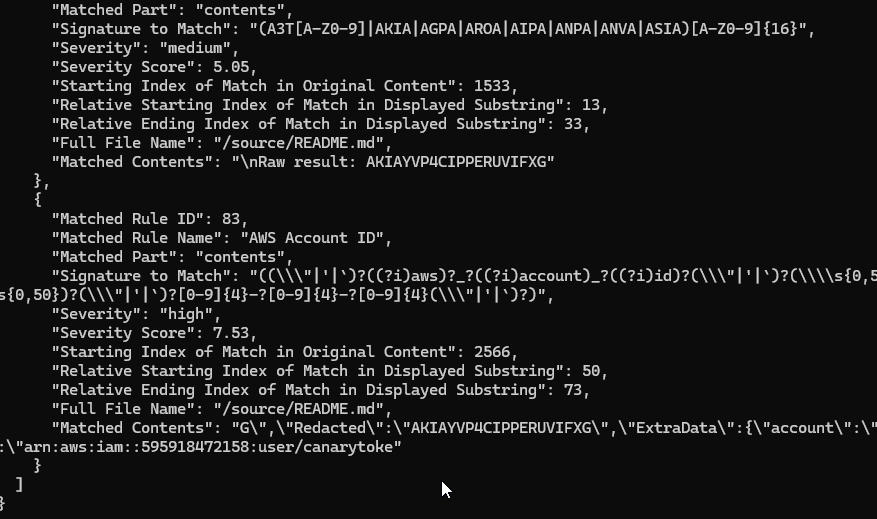 "Matched Part": "contents",
"Signature to Match": "(A3T[A-Z0-9]|AKIA|AGPA|AROA|AIPA|ANPA|ANVA|ASIA)[A-Z0-9]{16}",
"Severity": "medium",
"Severity Score": 5.05,
"Starting Index of Match in Original Content": 1533,
"Relative Starting Index of Match in Displayed Substring": 13,
"Relative Ending Index of Match in Displayed Substring": 33,
"Full File Name": "/source/README.md",
"Matched Contents": "\nRaw result: AKIAYVP4CIPPERUVIFXG"
},
{
"Matched Rule ID": 83,
"Matched Rule Name": "AWS Account ID",
"Matched Part": "contents",
"Signature to Match": "((\\\"|'|`)?((?i)aws)?_?((?i)account)_?((?i)id)?(\\\"|'|`)?(\\\\s{0,5
s{0,50})?(\\\"|'|`)?[0-9]{4}-?[0-9]{4}-?[0-9]{4}(\\\"|'|`)?)",
"Severity": "high",
"Severity Score": 7.53,
"Starting Index of Match in Original Content": 2566,
"Relative Starting Index of Match in Displayed Substring": 50,
"Relative Ending Index of Match in Displayed Substring": 73,
"Full File Name": "/source/README.md",
"Matched Contents": "G\",\"Redacted\":\"AKIAYVP4CIPPERUVIFXG\",\"ExtraData\":{\"account\":\"
:\"arn:aws:iam::595918472158:user/canarytoke"
}
]
}